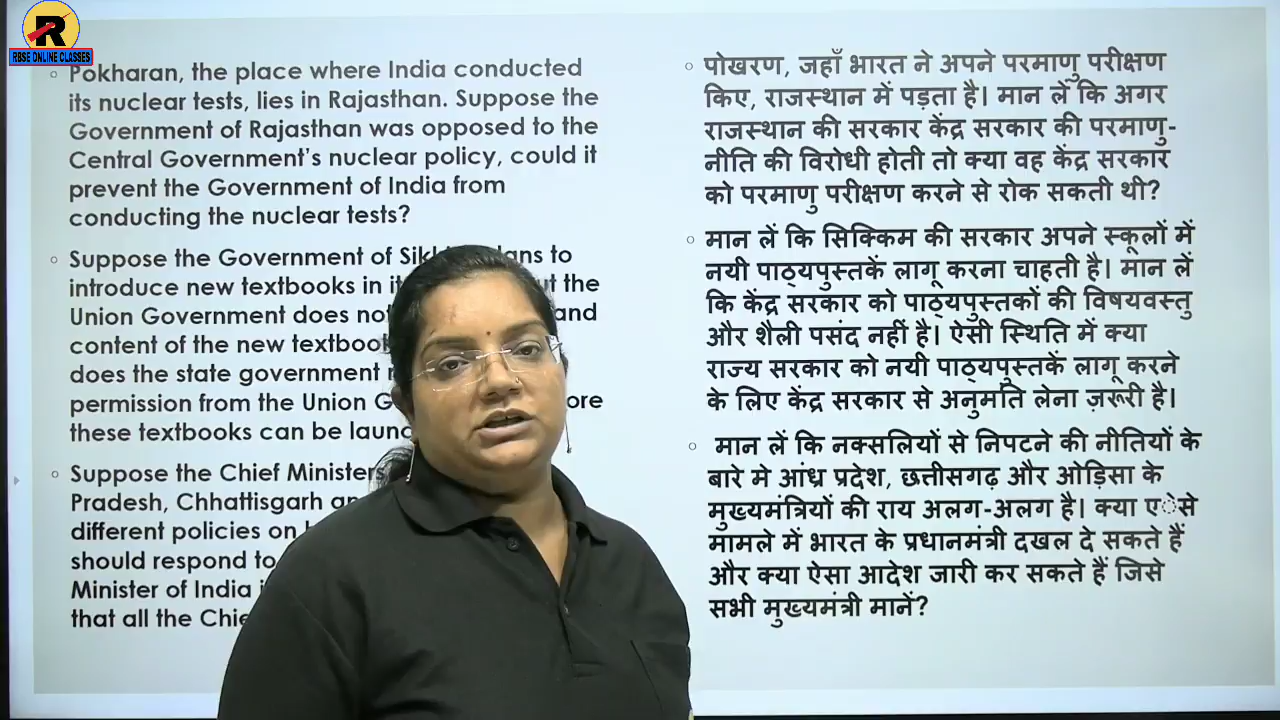 R
RBSE ONLINE CLASSES
Pokharan, the place where India conducted
its nuclear tests, lies in Rajasthan. Suppose the
Government of Rajasthan was opposed to the
Central Government's nuclear policy, could it
prevent the Government of India from
conducting the nuclear tests?
Suppose the Government of
introduce new textbooks in the
Union Government does and
content of the new
does the state government
permission from the Union
these textbooks can be
Suppose the Chief
Pradesh, Chhattisgarh
different policies on
should respond to
Minister of India
that all the
पोखरण, जहाँ भारत ने अपने परमाणु परीक्षण
किए, राजस्थान में पड़ता है। मान लें कि अगर
राजस्थान की सरकार केंद्र सरकार की परमाणु-
नीति की विरोधी होती तो क्या वह केंद्र सरकार
को परमाणु परीक्षण करने से रोक सकती थी?
मान लें कि सिक्किम की सरकार अपने स्कूलों में
नयी पाठ्यपुस्तकें लागू करना चाहती है। मान लें
कि केंद्र सरकार को पाठ्यपुस्तकों की विषयवस्तु
और शैली पसंद नहीं है। ऐसी स्थिति में क्या
राज्य सरकार को नयी पाठ्यपुस्तकें लागू करने
के लिए केंद्र सरकार से अनुमति लेना ज़रूरी है।
मान लें कि नक्सलियों से निपटने की नीतियों के
बारे मे आंध्र प्रदेश, छत्तीसगढ़ और ओड़िसा के
मुख्यमंत्रियों की राय अलग-अलग है। क्या एेसे
मामले में भारत के प्रधानमंत्री दखल दे सकते हैं
और क्या ऐसा आदेश जारी कर सकते हैं जिसे
सभी मुख्यमंत्री मानें?